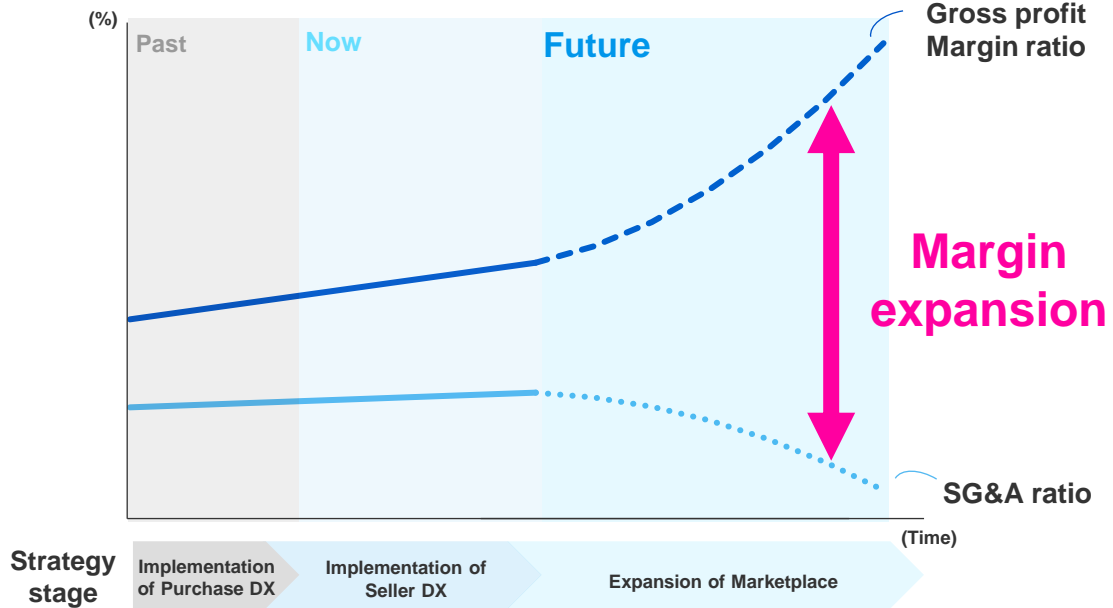 (%)
Past
Now
Future
Gross profit
Margin ratio
Margin
expansion
SG&A ratio
(Time)
Strategy
stage
Implementation
of Purchase DX
Implementation of
Seller DX
Expansion of Marketplace